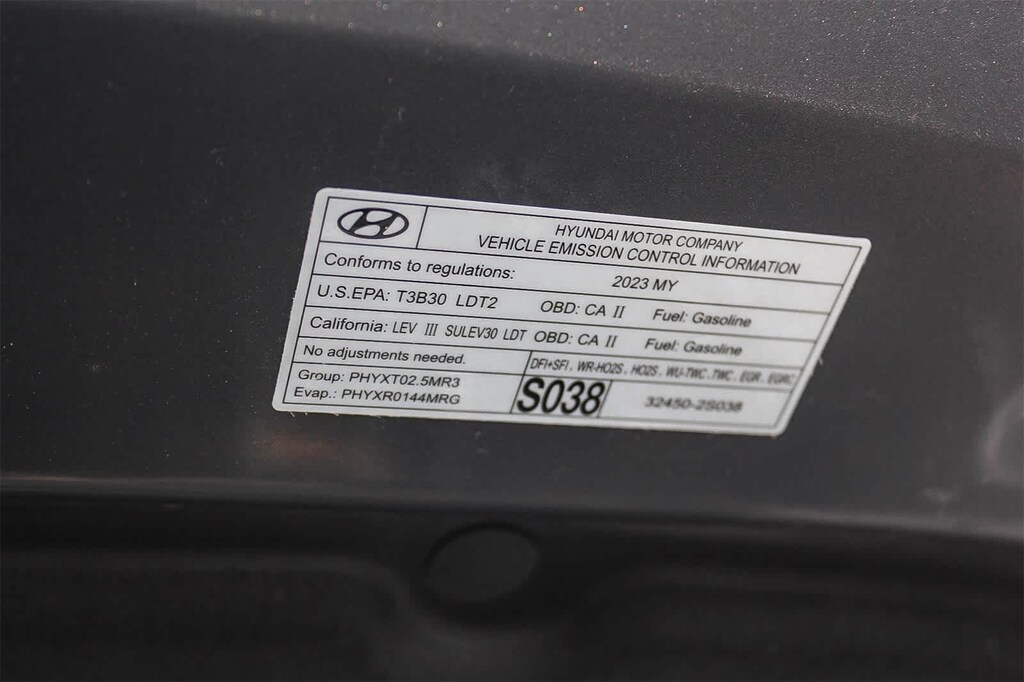 HYUNDAI MOTOR COMPANY
VEHICLE EMISSION CONTROL INFORMATION
Conforms to regulations: 2023 MY
U.S.EPA: T3B30 LDT2 OBD: CA II Fuel: Gasoline
California: LEV III SULEV30 LDT OBD: CA II Fuel: Gasoline
No adjustments needed.
DFI+SFI, WR-HO2S, HO2S, WU-TWC, TWC, EGR, EGRC
Group: PHYXT02.5MR3
Evap.: PHYXR0144MRG
S038
32450-2S038